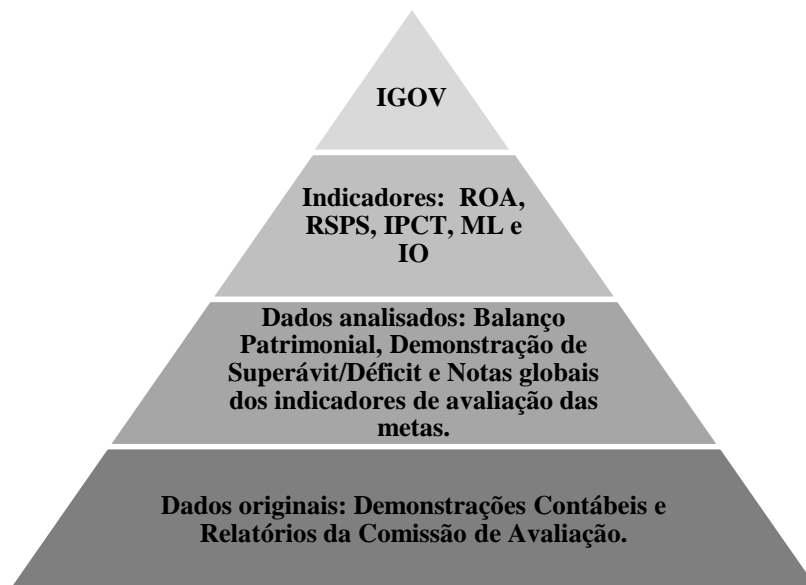 IGOV
Indicadores:  ROA,
RSPS, IPCT, ML e
IO
Dados analisados: Balanço
Patrimonial, Demonstração de
Superávit/Déficit e Notas globais
dos indicadores de avaliação das
metas.
Dados originais: Demonstrações Contábeis e
Relatórios da Comissão de Avaliação.